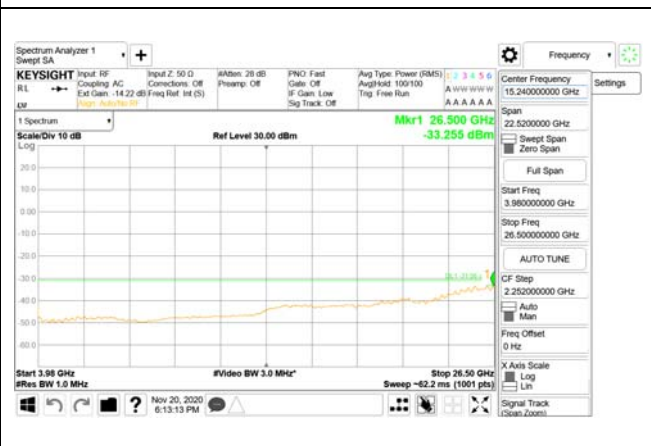 Spectrum Analyzer 1
Swept SA
Frequency
KEYSIGHT
RL
Input: RF
Coupling: AC
Ext Gain: -14.22 dB
Align: Auto/No RF
Input Z: 50 Ω
Corrections: Off
Freq Ref: Int (S)
#Atten: 28 dB
Preamp: Off
PNO: Fast
Gate: Off
IF Gain: Low
Sig Track: Off
Avg Type: Power (RMS)
Avg|Hold: 100/100
Trig: Free Run
1 2 3 4 5 6
A W W W W W
A A A A A A
1 Spectrum
Scale/Div 10 dB
Log
Ref Level 30.00 dBm
Mkr1 26.500 GHz
-33.255 dBm
20.0
10.0
0.00
-10.0
-20.0
-30.0
-40.0
-50.0
-60.0
1
Start 3.98 GHz
#Res BW 1.0 MHz
#Video BW 3.0 MHz*
Stop 26.50 GHz
Sweep ~62.2 ms (1001 pts)
Nov 20, 2020
6:13:13 PM
Center Frequency
15.240000000 GHz
Settings
Span
22.5200000 GHz
Swept Span
Zero Span
Full Span
Start Freq
3.980000000 GHz
Stop Freq
26.500000000 GHz
AUTO TUNE
CF Step
2.252000000 GHz
Auto
Man
Freq Offset
0 Hz
X Axis Scale
Log
Lin
Signal Track
(Span Zoom)